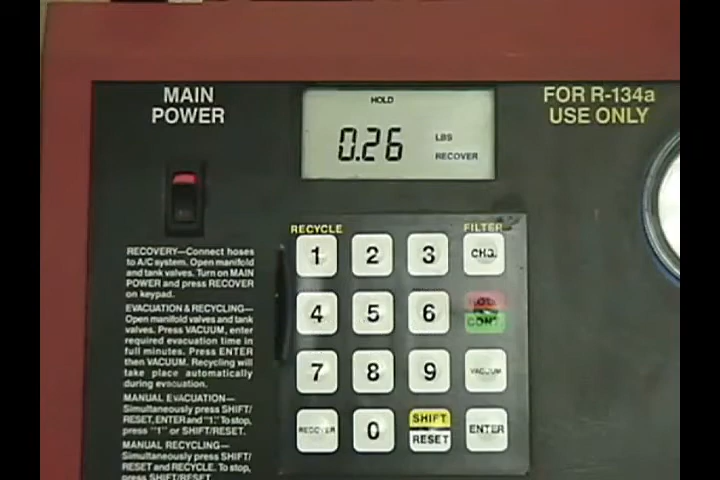 MAIN
POWER
HOLD
0.26
LBS
RECOVER
FOR R-134a
USE ONLY
RECOVERY—Connect hoses
to A/C system. Open manifold
and tank valves. Turn on MAIN
POWER and press RECOVER
on keypad.
EVACUATION & RECYCLING—
Open manifold valves and tank
valves. Press VACUUM, enter
required evacuation time in
full minutes. Press ENTER
then VACUUM. Recycling will
take place automatically
during evacuation.
MANUAL EVACUATION—
Simultaneously press SHIFT/
RESET, ENTER and "1." To stop,
press "1" or SHIFT/RESET.
MANUAL RECYCLING—
Simultaneously press SHIFT/
RESET and RECYCLE. To stop,
press SHIFT/RESET.
RECYCLE
FILTER
1
2
3
CHG.
4
5
6
HOLD
CONT.
7
8
9
VACUUM
RECOVER
0
SHIFT
RESET
ENTER